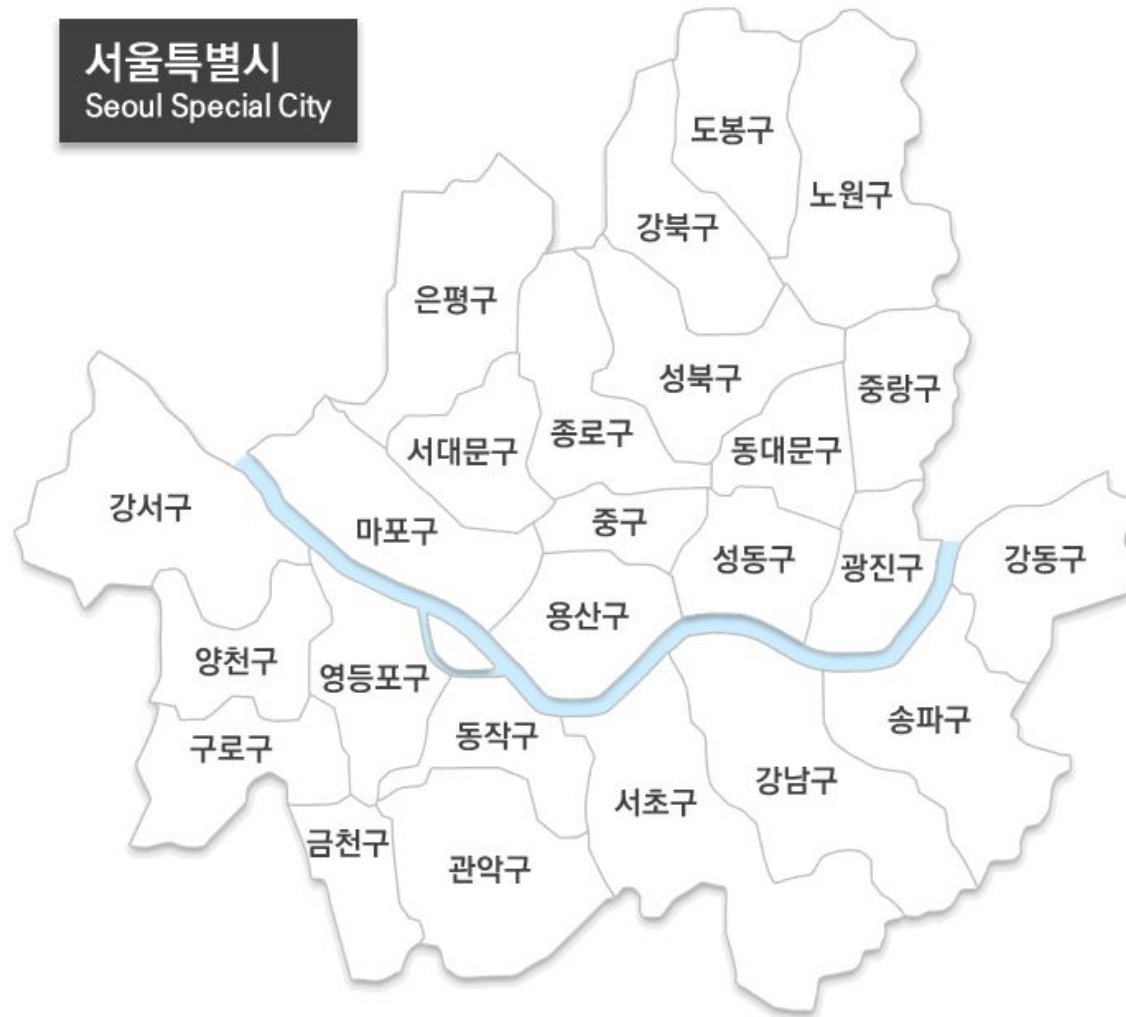 서울특별시
Seoul Special City
도봉구
노원구
강북구
은평구
성북구
중랑구
종로구
서대문구
동대문구
강서구
마포구
중구
성동구
광진구
강동구
용산구
양천구
영등포구
송파구
동작구
구로구
강남구
서초구
금천구
관악구